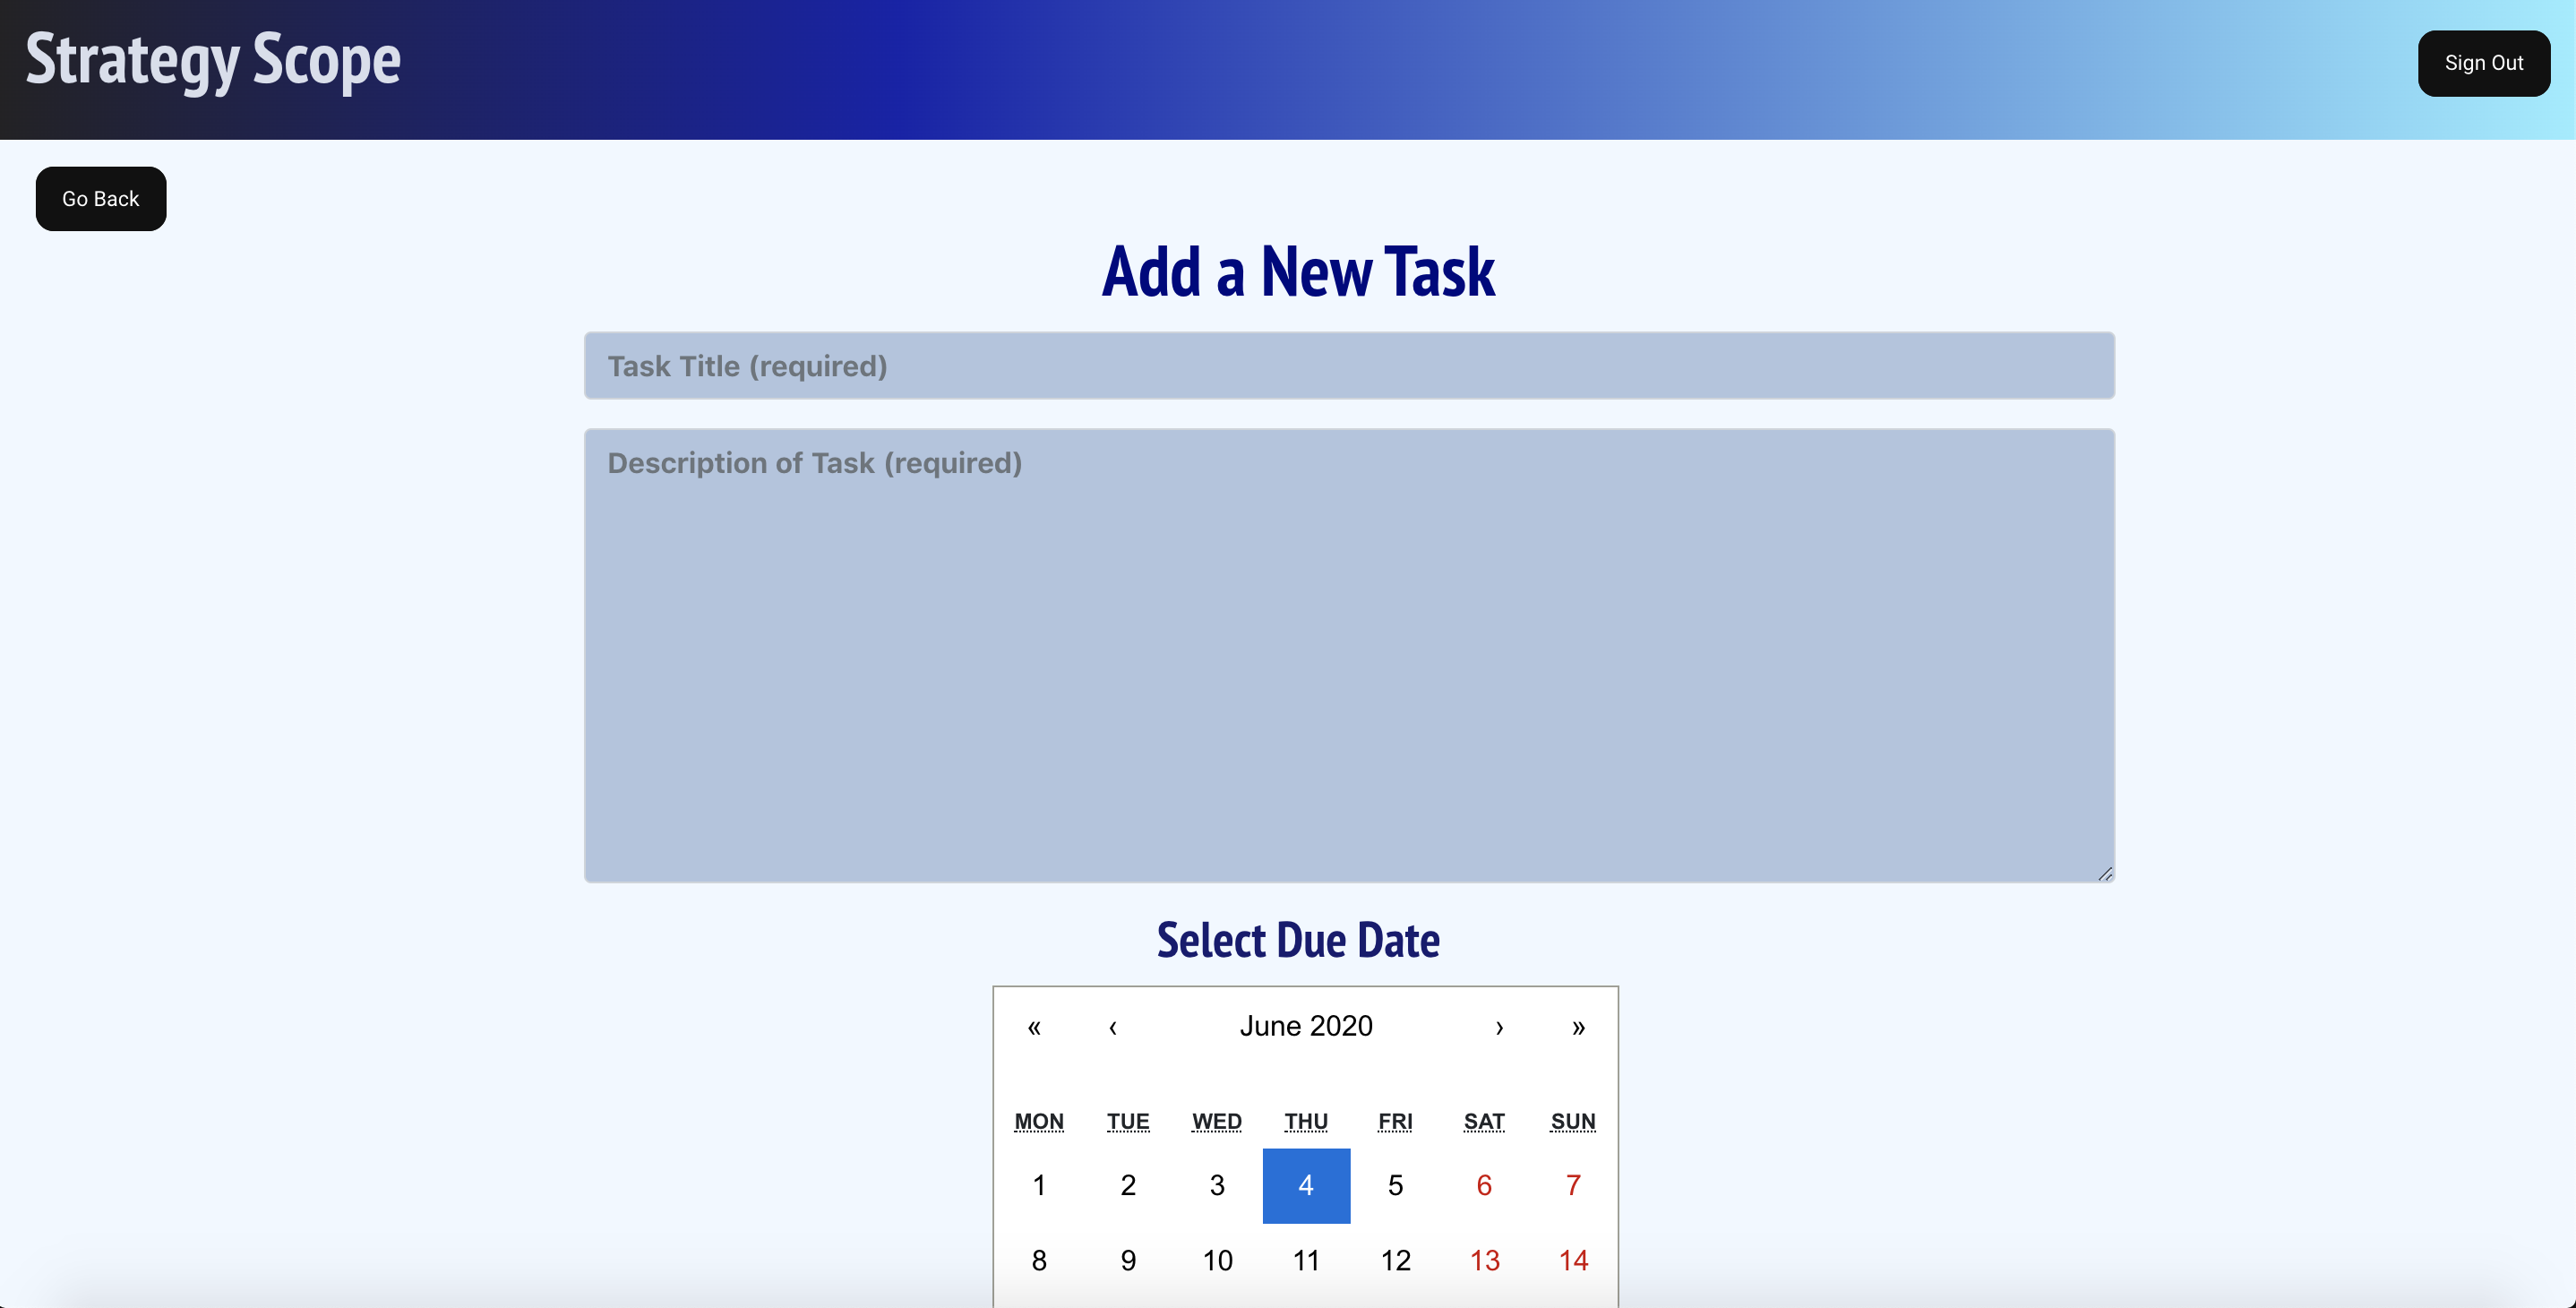 Strategy Scope
Sign Out
Go Back
Add a New Task
Task Title (required)
Description of Task (required)
Select Due Date
« ‹ June 2020 › »
MON TUE WED THU FRI SAT SUN
1 2 3 4 5 6 7
8 9 10 11 12 13 14